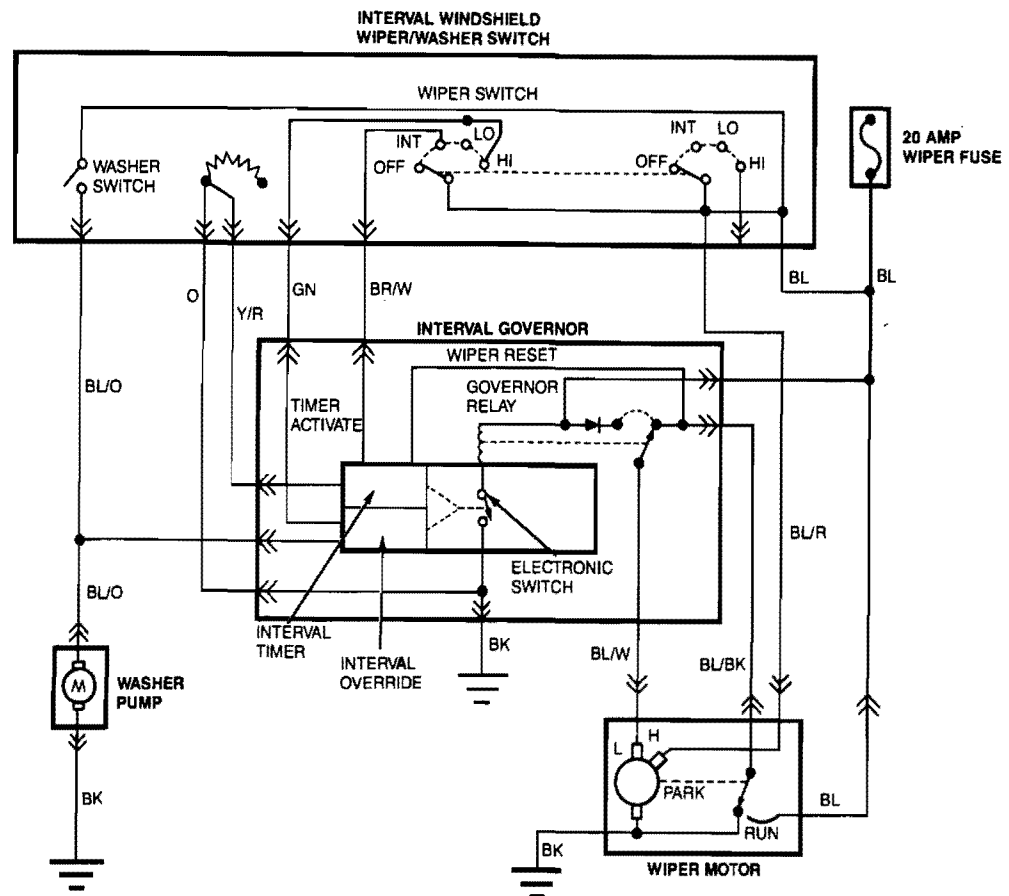 INTERVAL WINDSHIELD
WIPER/WASHER SWITCH
WIPER SWITCH
INT
LO
OFF
HI
INT
LO
OFF
HI
WASHER
SWITCH
20 AMP
WIPER FUSE
O
Y/R
GN
BR/W
BL
BL
INTERVAL GOVERNOR
WIPER RESET
GOVERNOR
RELAY
BL/O
TIMER
ACTIVATE
BL/R
ELECTRONIC
SWITCH
BL/O
INTERVAL
TIMER
INTERVAL
OVERRIDE
BK
BL/W
BL/BK
WASHER
PUMP
M
L
H
PARK
BL
RUN
BK
BK
WIPER MOTOR